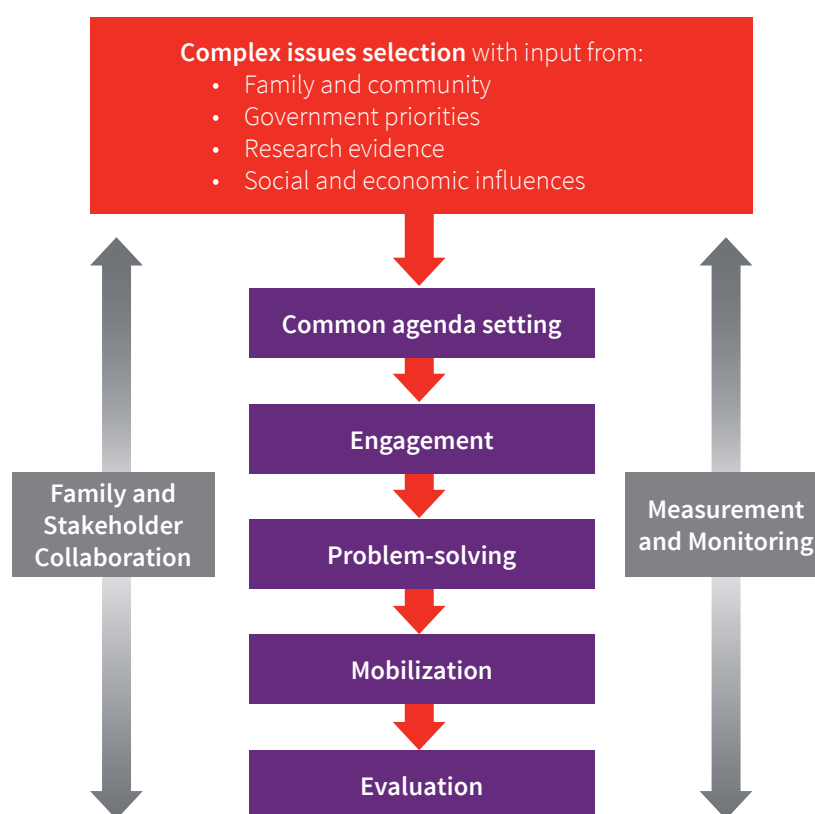 Complex issues selection with input from:
• Family and community
• Government priorities
• Research evidence
• Social and economic influences
Common agenda setting
Engagement
Family and
Stakeholder
Collaboration
Measurement
and Monitoring
Problem-solving
Mobilization
Evaluation